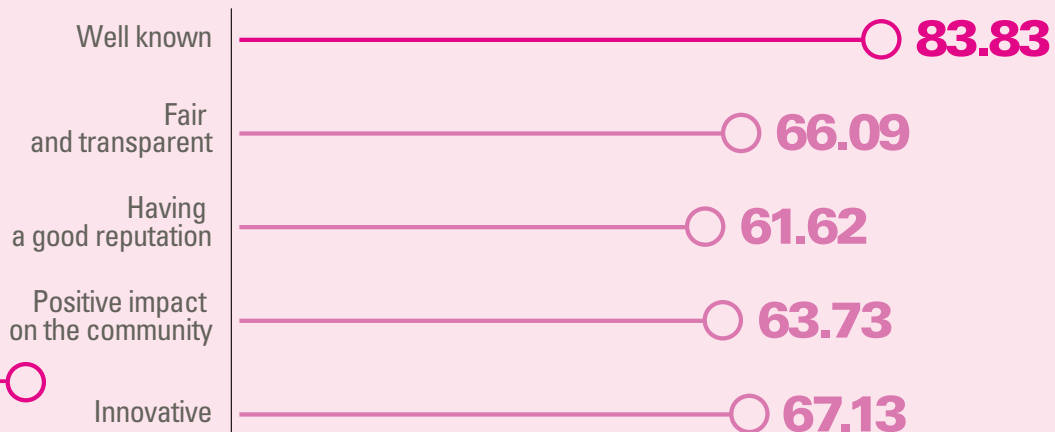 Well known
83.83
Fair
and transparent
66.09
Having
a good reputation
61.62
Positive impact
on the community
63.73
Innovative
67.13